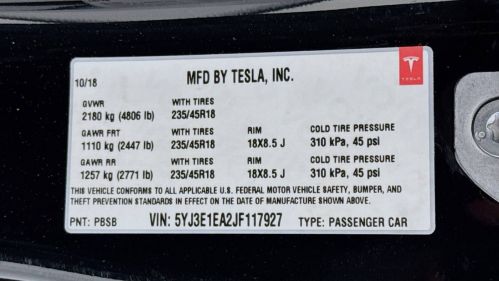 10/18 MFD BY TESLA, INC.
TESLA
GVWR WITH TIRES
2180 kg (4806 lb) 235/45R18
GAWR FRT WITH TIRES RIM COLD TIRE PRESSURE
1110 kg (2447 lb) 235/45R18 18X8.5 J 310 kPa, 45 psi
GAWR RR WITH TIRES RIM COLD TIRE PRESSURE
1257 kg (2771 lb) 235/45R18 18X8.5 J 310 kPa, 45 psi
THIS VEHICLE CONFORMS TO ALL APPLICABLE U.S. FEDERAL MOTOR VEHICLE SAFETY, BUMPER, AND
THEFT PREVENTION STANDARDS IN EFFECT ON THE DATE OF MANUFACTURE SHOWN ABOVE.
PNT: PBSB VIN: 5YJ3E1EA2JF117927 TYPE: PASSENGER CAR